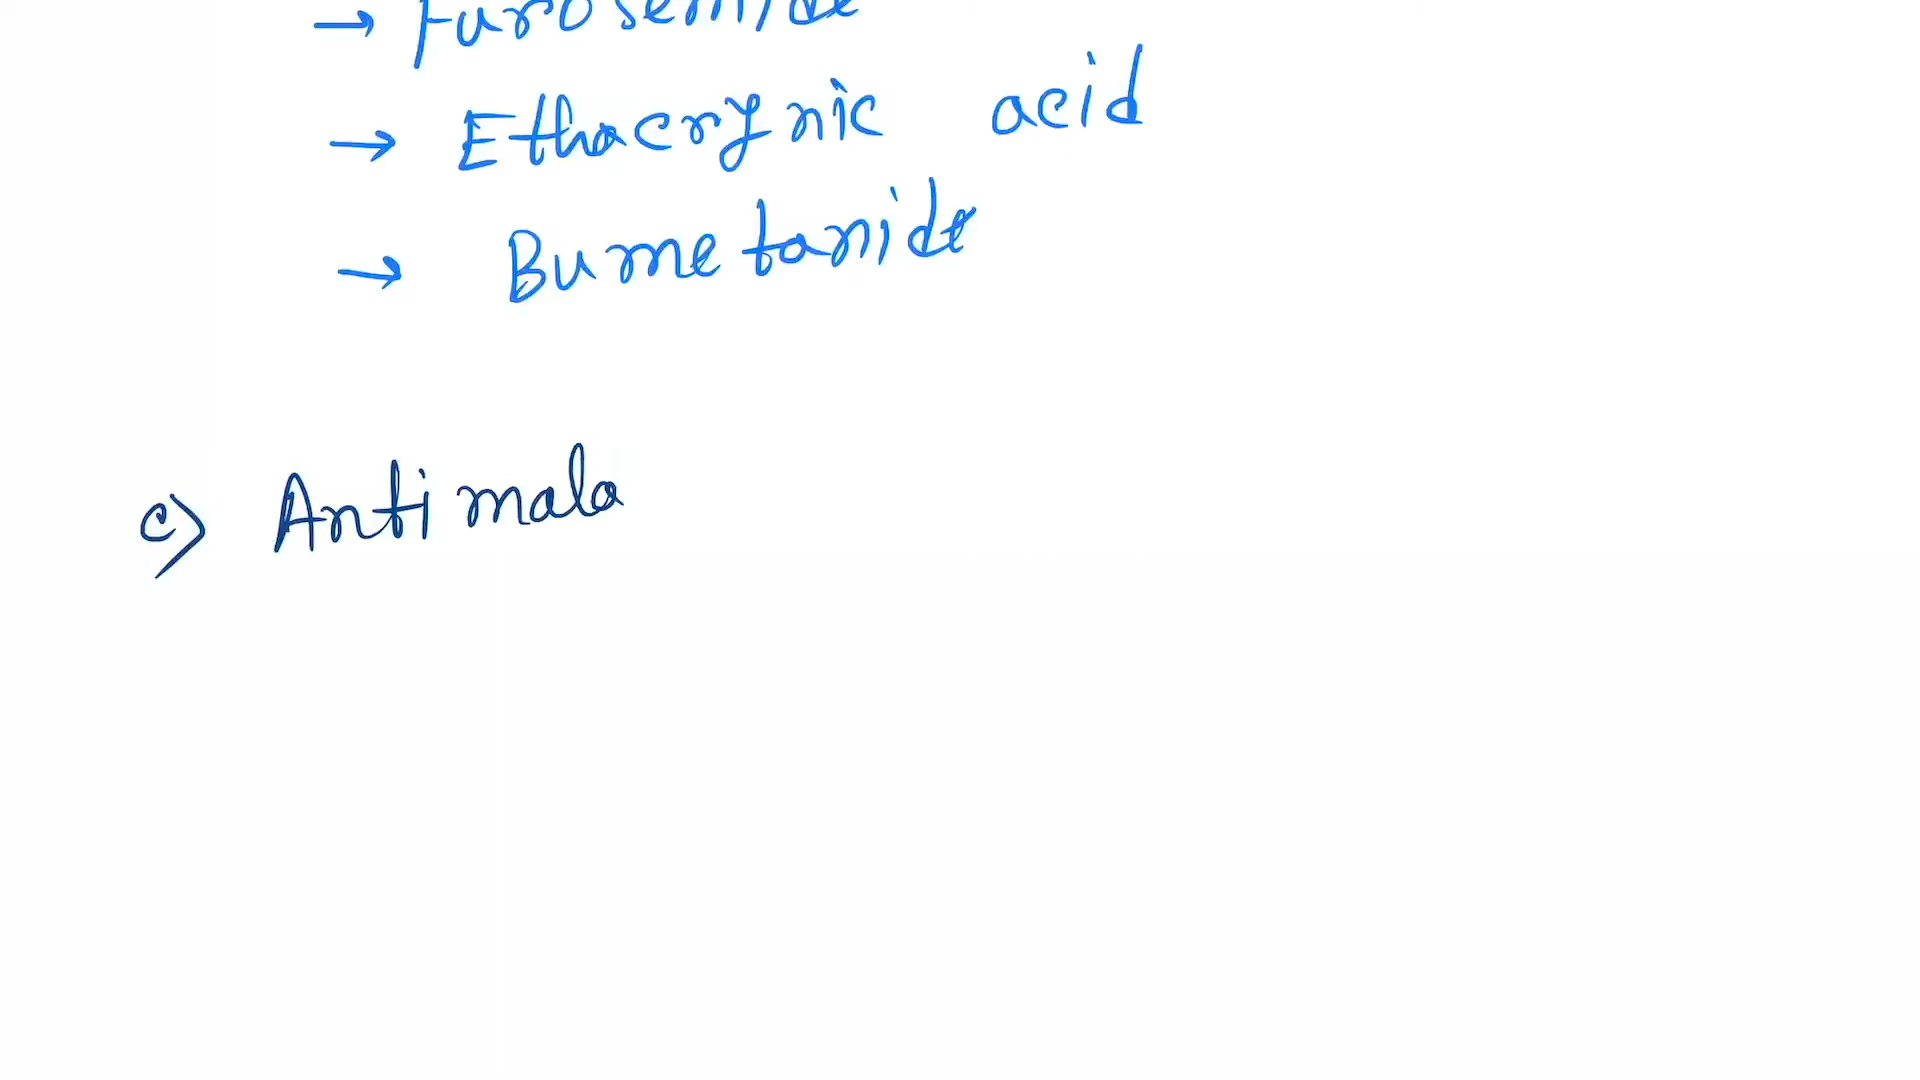 → Furosemide
→ Ethacrynic acid
→ Bumetanide
c) Antimala